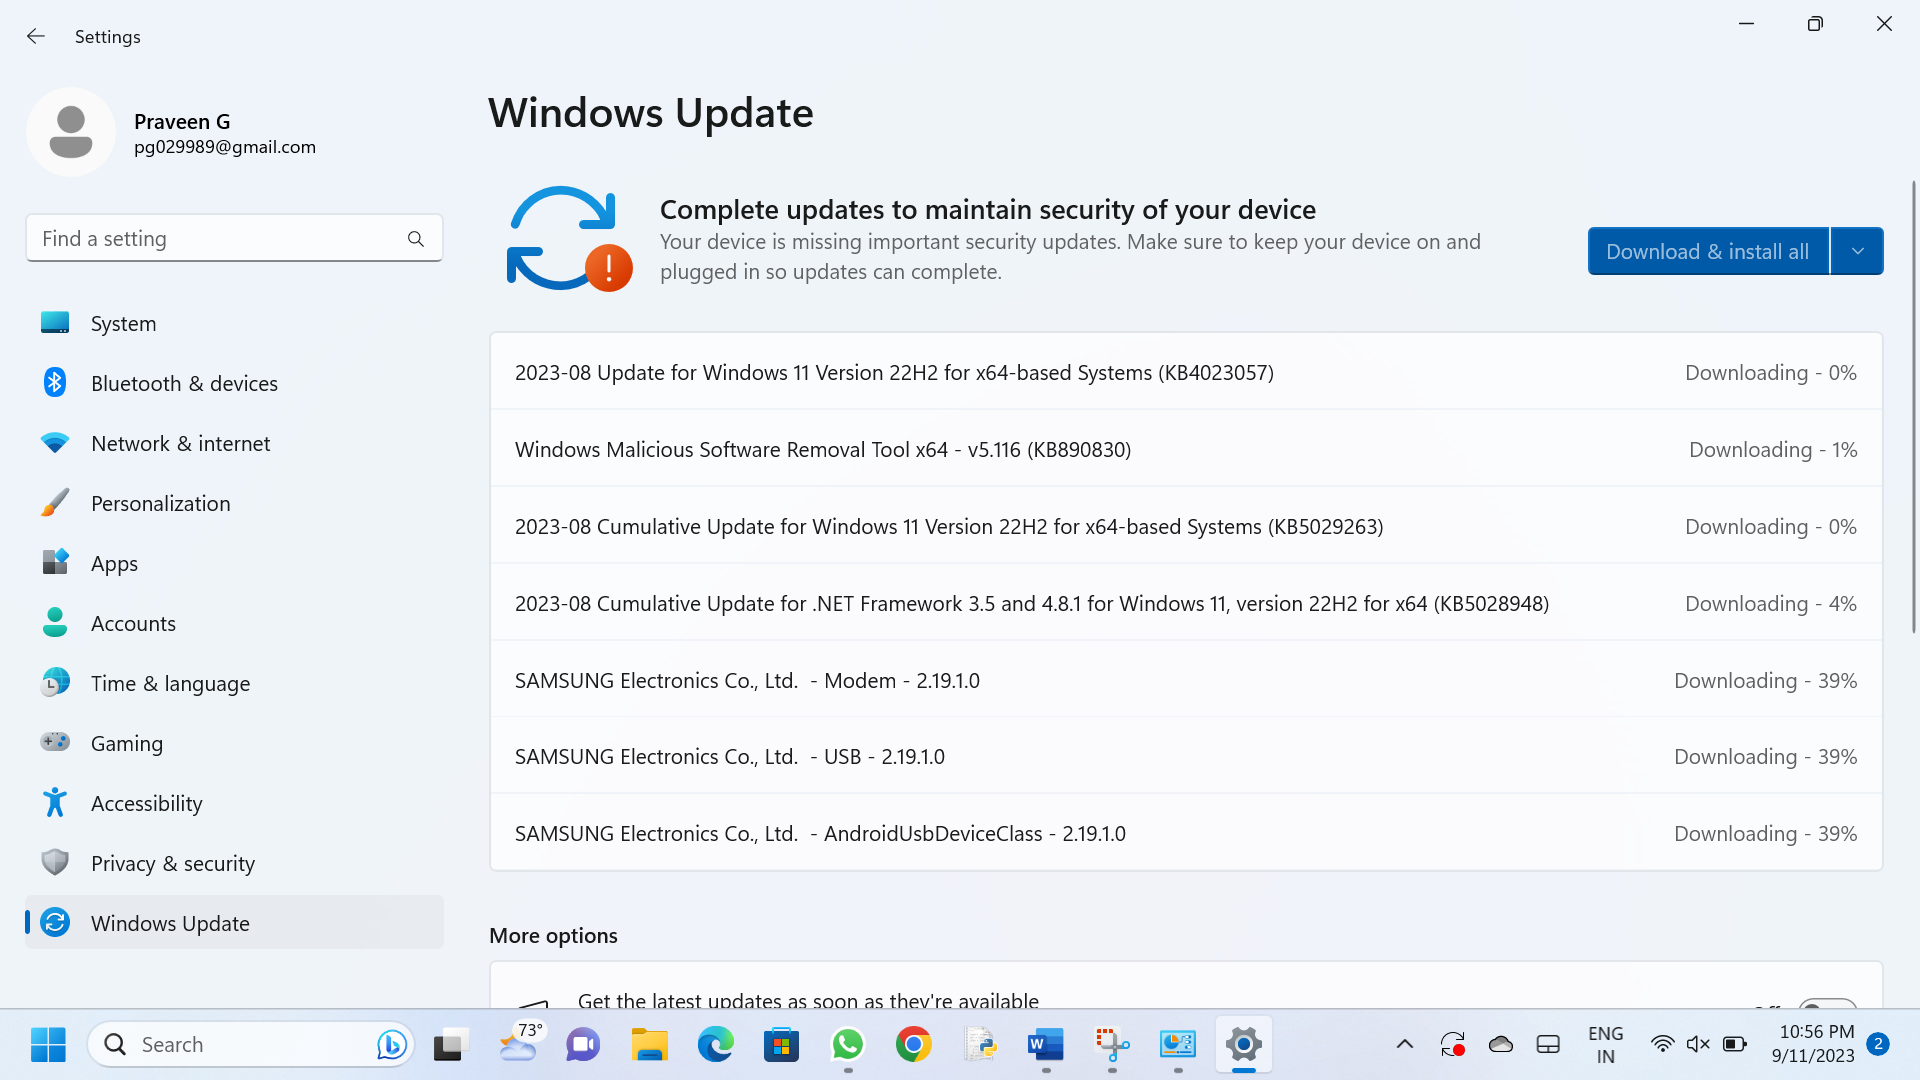 Settings
Praveen G
pg029989@gmail.com
Find a setting
System
Bluetooth & devices
Network & internet
Personalization
Apps
Accounts
Time & language
Gaming
Accessibility
Privacy & security
Windows Update
Windows Update
Complete updates to maintain security of your device
Your device is missing important security updates. Make sure to keep your device on and
plugged in so updates can complete.
Download & install all
2023-08 Update for Windows 11 Version 22H2 for x64-based Systems (KB4023057) Downloading - 0%
Windows Malicious Software Removal Tool x64 - v5.116 (KB890830) Downloading - 1%
2023-08 Cumulative Update for Windows 11 Version 22H2 for x64-based Systems (KB5029263) Downloading - 0%
2023-08 Cumulative Update for .NET Framework 3.5 and 4.8.1 for Windows 11, version 22H2 for x64 (KB5028948) Downloading - 4%
SAMSUNG Electronics Co., Ltd.  - Modem - 2.19.1.0 Downloading - 39%
SAMSUNG Electronics Co., Ltd.  - USB - 2.19.1.0 Downloading - 39%
SAMSUNG Electronics Co., Ltd.  - AndroidUsbDeviceClass - 2.19.1.0 Downloading - 39%
More options
Get the latest updates as soon as they're available
Search
73°
ENG
IN
10:56 PM
9/11/2023
2